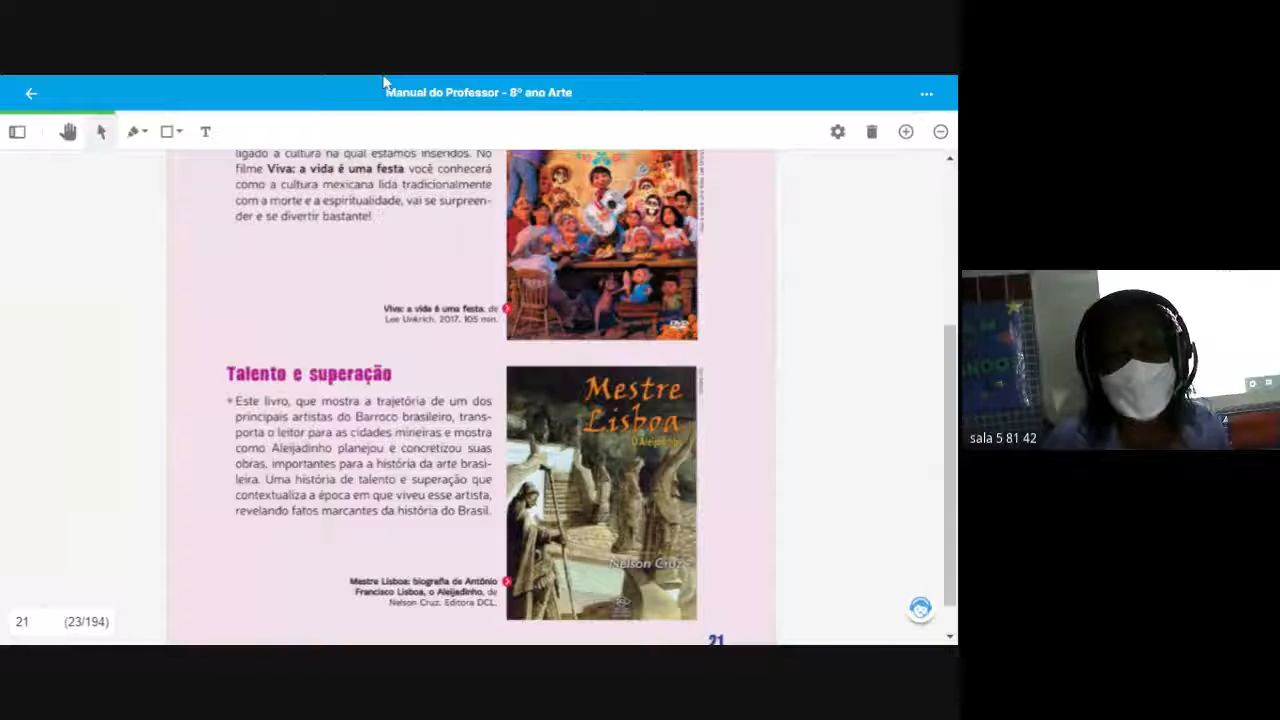 Manual do Professor - 8º ano Arte
T
ligado à cultura na qual estamos inseridos. No
filme Viva: a vida é uma festa você conhecerá
como a cultura mexicana lida tradicionalmente
com a morte e a espiritualidade, vai se surpreen-
der e se divertir bastante!
Viva: a vida é uma festa, de
Lee Unkrich. 2017. 105 min.
DVD
Talento e superação
Este livro, que mostra a trajetória de um dos
principais artistas do Barroco brasileiro, trans-
porta o leitor para as cidades mineiras e mostra
como Aleijadinho planejou e concretizou suas
obras, importantes para a história da arte brasi-
leira. Uma história de talento e superação que
contextualiza a época em que viveu esse artista,
revelando fatos marcantes da história do Brasil.
Mestre
Lisboa
O Aleijadinho
Nelson Cruz
Mestre Lisboa: biografia de Antônio
Francisco Lisboa, o Aleijadinho, de
Nelson Cruz. Editora DCL.
21
21 (23/194)
sala 5 81 42